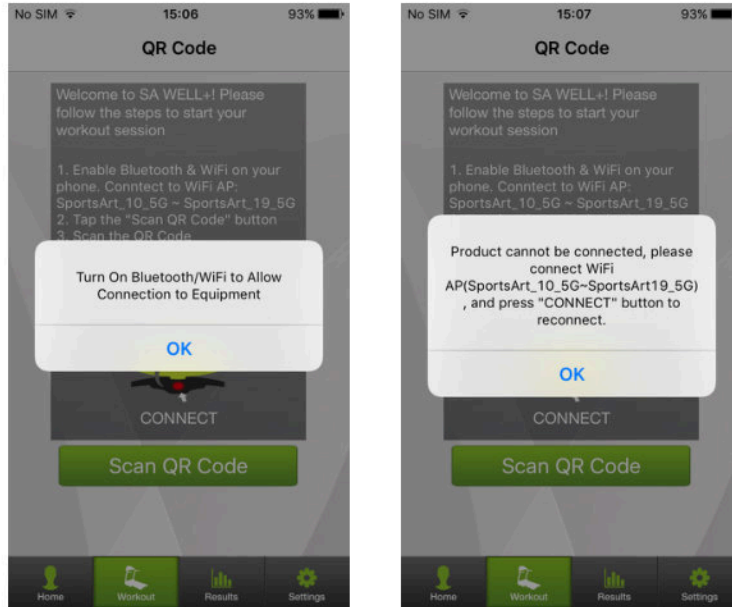 No SIM 15:06 93%
QR Code
Welcome to SA WELL+! Please
follow the steps to start your
workout session
1. Enable Bluetooth & WiFi on your
phone. Conntect to WiFi AP:
SportsArt_10_5G ~ SportsArt_19_5G
2. Tap the "Scan QR Code" button
3. Scan the QR Code
Turn On Bluetooth/WiFi to Allow
Connection to Equipment
OK
CONNECT
Scan QR Code
Home Workout Results Settings
No SIM 15:07 93%
QR Code
Welcome to SA WELL+! Please
follow the steps to start your
workout session
1. Enable Bluetooth & WiFi on your
phone. Conntect to WiFi AP:
SportsArt_10_5G ~ SportsArt_19_5G
Product cannot be connected, please
connect WiFi
AP(SportsArt_10_5G~SportsArt19_5G)
, and press "CONNECT" button to
reconnect.
OK
CONNECT
Scan QR Code
Home Workout Results Settings